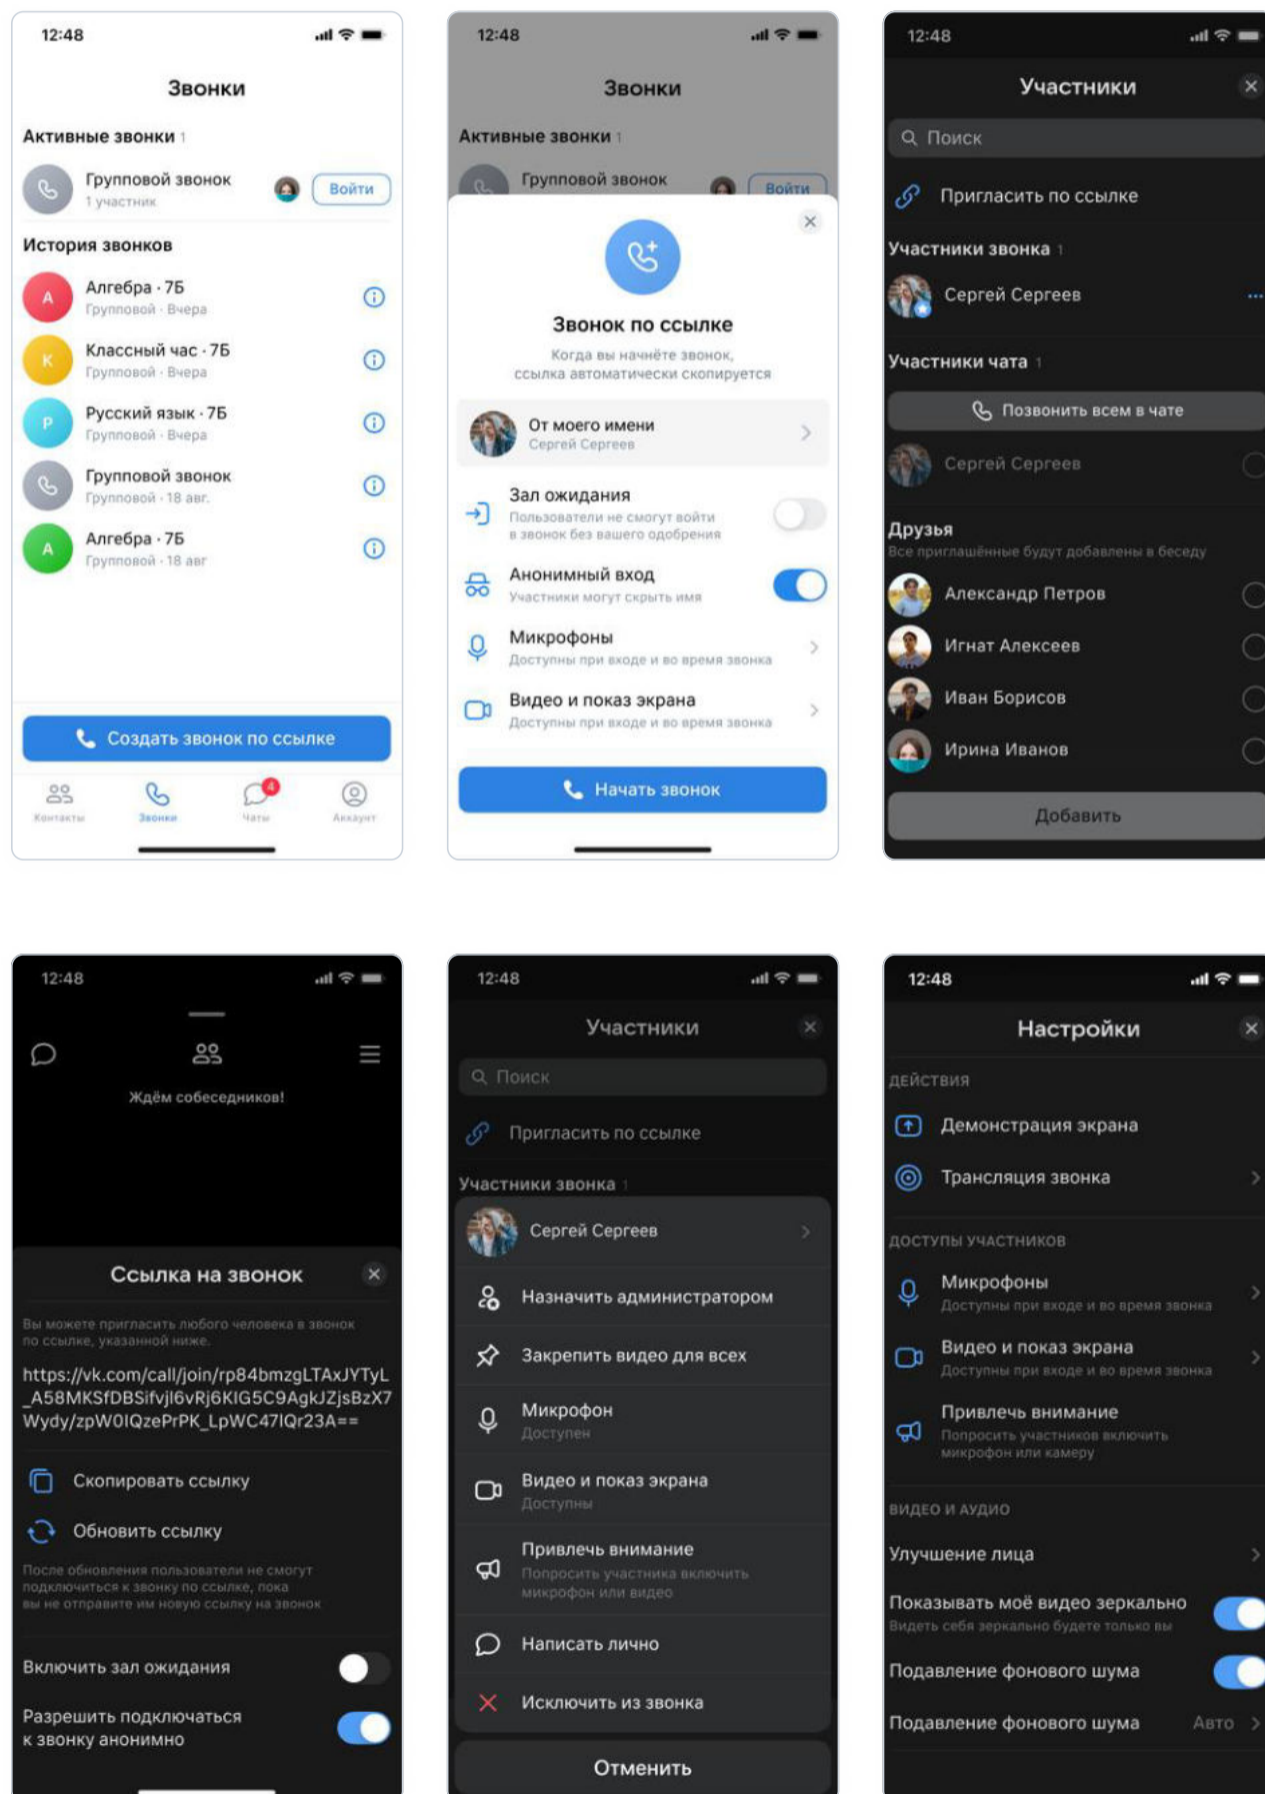 12:48
Звонки
Активные звонки 1
Групповой звонок
1 участник
Войти
История звонков
А
Алгебра · 7Б
Групповой · Вчера
К
Классный час · 7Б
Групповой · Вчера
Р
Русский язык · 7Б
Групповой · Вчера
Групповой звонок
Групповой · 18 авг.
А
Алгебра · 7Б
Групповой · 18 авг
Создать звонок по ссылке
4
Контакты
Звонки
Чаты
Аккаунт
12:48
Звонки
Активные звонки 1
Групповой звонок
Войти
Звонок по ссылке
Когда вы начнёте звонок,
ссылка автоматически скопируется
От моего имени
Сергей Сергеев
Зал ожидания
Пользователи не смогут войти
в звонок без вашего одобрения
Анонимный вход
Участники могут скрыть имя
Микрофоны
Доступны при входе и во время звонка
Видео и показ экрана
Доступны при входе и во время звонка
Начать звонок
12:48
Участники
Поиск
Пригласить по ссылке
Участники звонка 1
Сергей Сергеев
Участники чата 1
Позвонить всем в чате
Сергей Сергеев
Друзья
Все приглашённые будут добавлены в беседу
Александр Петров
Игнат Алексеев
Иван Борисов
Ирина Иванов
Добавить
12:48
Ждём собеседников!
Ссылка на звонок
Вы можете пригласить любого человека в звонок
по ссылке, указанной ниже.
https://vk.com/call/join/rp84bmzgLTAxJYTyL
_A58MKSfDBSifvjl6vRj6KIG5C9AgkJZjsBzX7
Wydy/zpW0IQzePrPK_LpWC47IQr23A==
Скопировать ссылку
Обновить ссылку
После обновления пользователи не смогут
подключиться к звонку по ссылке, пока
вы не отправите им новую ссылку на звонок
Включить зал ожидания
Разрешить подключаться
к звонку анонимно
12:48
Участники
Поиск
Пригласить по ссылке
Участники звонка 1
Сергей Сергеев
Назначить администратором
Закрепить видео для всех
Микрофон
Доступен
Видео и показ экрана
Доступны
Привлечь внимание
Попросить участника включить
микрофон или видео
Написать лично
Исключить из звонка
Отменить
12:48
Настройки
ДЕЙСТВИЯ
Демонстрация экрана
Трансляция звонка
ДОСТУПЫ УЧАСТНИКОВ
Микрофоны
Доступны при входе и во время звонка
Видео и показ экрана
Доступны при входе и во время звонка
Привлечь внимание
Попросить участников включить
микрофон или камеру
ВИДЕО И АУДИО
Улучшение лица
Показывать моё видео зеркально
Видеть себя зеркально будете только вы
Подавление фонового шума
Подавление фонового шума Авто